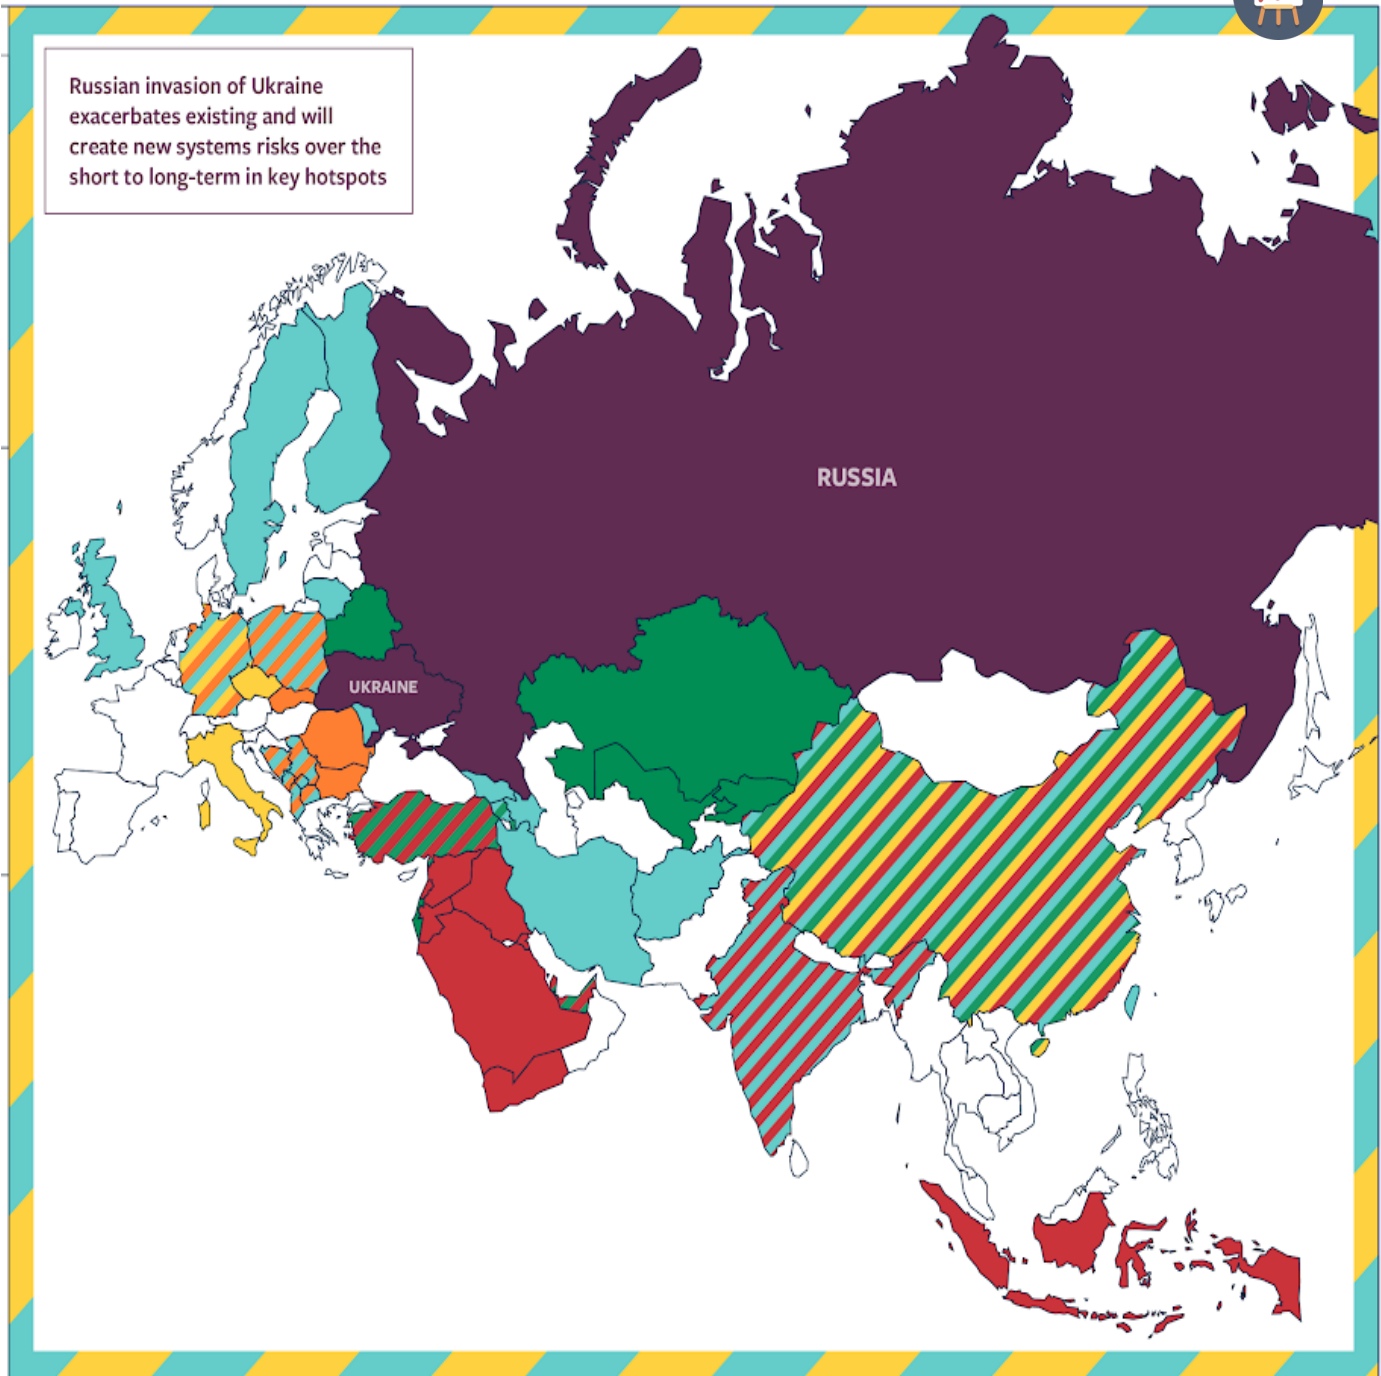 Russian invasion of Ukraine
exacerbates existing and will
create new systems risks over the
short to long-term in key hotspots
RUSSIA
UKRAINE